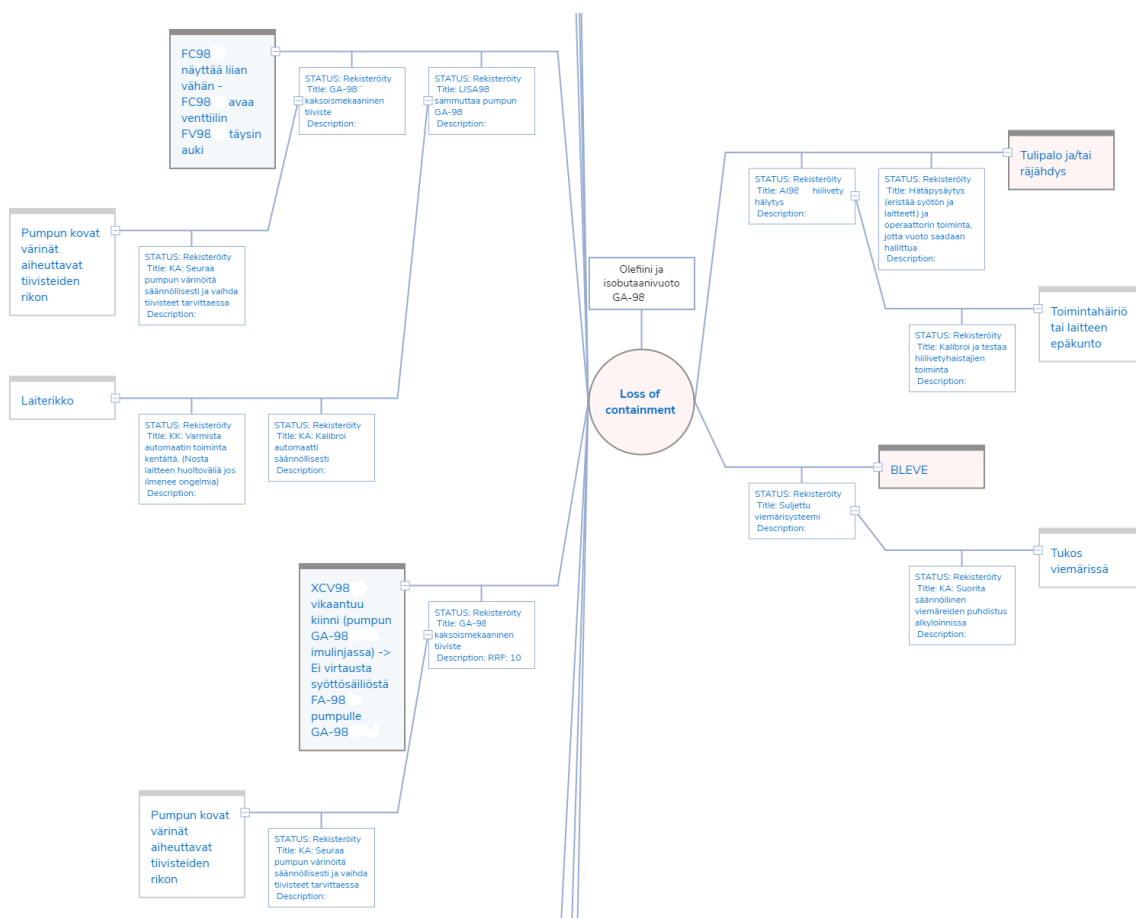 FC98
näyttää liian
vähän -
FC98 avaa
venttiilin
FV98 täysin
auki
STATUS: Rekisteröity
Title: GA-98
kaksoismekaaninen
tiiviste
Description:
STATUS: Rekisteröity
Title: LISA98
sammuttaa pumpun
GA-98
Description:
Pumpun kovat
värinät
aiheuttavat
tiivisteiden
rikon
STATUS: Rekisteröity
Title: KA: Seuraa
pumpun värinöitä
säännöllisesti ja vaihda
tiivisteet tarvittaessa
Description:
Laiterikko
STATUS: Rekisteröity
Title: KK: Varmista
automaatin toiminta
kentältä. (Nosta
laitteen huoltoväliä jos
ilmenee ongelmia)
Description:
STATUS: Rekisteröity
Title: KA: Kalibroi
automaatti
säännöllisesti
Description:
XCV98
vikaantuu
kiinni (pumpun
GA-98
imulinjassa) ->
Ei virtausta
syöttösäiliöstä
FA-98
pumpulle
GA-98
STATUS: Rekisteröity
Title: GA-98
kaksoismekaaninen
tiiviste
Description: RRF: 10
Pumpun kovat
värinät
aiheuttavat
tiivisteiden
rikon
STATUS: Rekisteröity
Title: KA: Seuraa
pumpun värinöitä
säännöllisesti ja vaihda
tiivisteet tarvittaessa
Description:
Olefiini ja
isobutaanivuoto
GA-98
Loss of
containment
STATUS: Rekisteröity
Title: AI98 hiilivety
hälytys
Description:
STATUS: Rekisteröity
Title: Hätäpysäytys
(eristää syötön ja
laitteett) ja
operaattorin toiminta,
jotta vuoto saadaan
hallittua
Description:
Tulipalo ja/tai
räjähdys
STATUS: Rekisteröity
Title: Kalibroi ja testaa
hiilivetyhaistajien
toiminta
Description:
Toimintahäiriö
tai laitteen
epäkunto
BLEVE
STATUS: Rekisteröity
Title: Suljettu
viemärisysteemi
Description:
Tukos
viemärissä
STATUS: Rekisteröity
Title: KA: Suorita
säännöllinen
viemäreiden puhdistus
alkyloinnissa
Description: